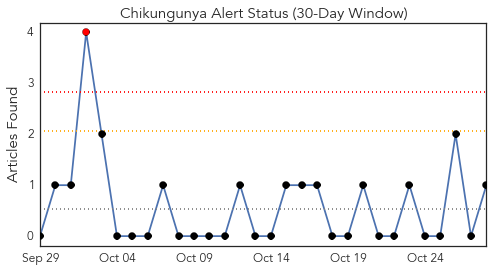 Chikungunya Alert Status (30-Day Window)
Articles Found
4
3
2
1
0
Sep 29 Oct 04 Oct 09 Oct 14 Oct 19 Oct 24